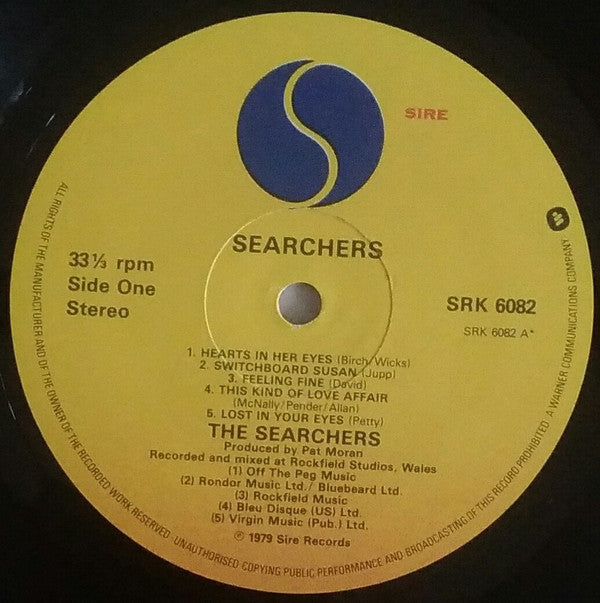 SIRE
SEARCHERS
33⅓ rpm
Side One
Stereo
SRK 6082
SRK 6082 A*
1. HEARTS IN HER EYES (Birch/Wicks)
2. SWITCHBOARD SUSAN (Jupp)
3. FEELING FINE (David)
4. THIS KIND OF LOVE AFFAIR
(McNally/Pender/Allan)
5. LOST IN YOUR EYES (Petty)
THE SEARCHERS
Produced by Pat Moran
Recorded and mixed at Rockfield Studios, Wales
(1) Off The Peg Music
(2) Rondor Music Ltd./ Bluebeard Ltd.
(3) Rockfield Music
(4) Bleu Disque (US) Ltd.
(5) Virgin Music (Pub.) Ltd.
℗ 1979 Sire Records
ALL RIGHTS OF THE MANUFACTURER AND OF THE OWNER OF THE RECORDED WORK RESERVED · UNAUTHORISED COPYING PUBLIC PERFORMANCE AND BROADCASTING OF THIS RECORD PROHIBITED. A WARNER COMMUNICATIONS COMPANY